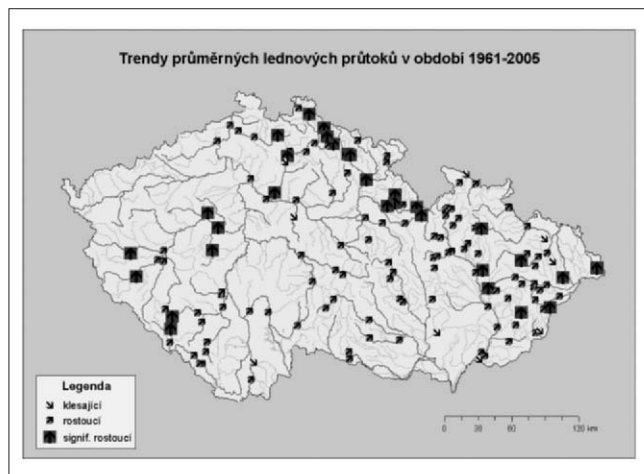 Trendy průměrných lednových průtoků v období 1961-2005
Legenda
klesající
rostoucí
signif. rostoucí
0 30 60 120 km